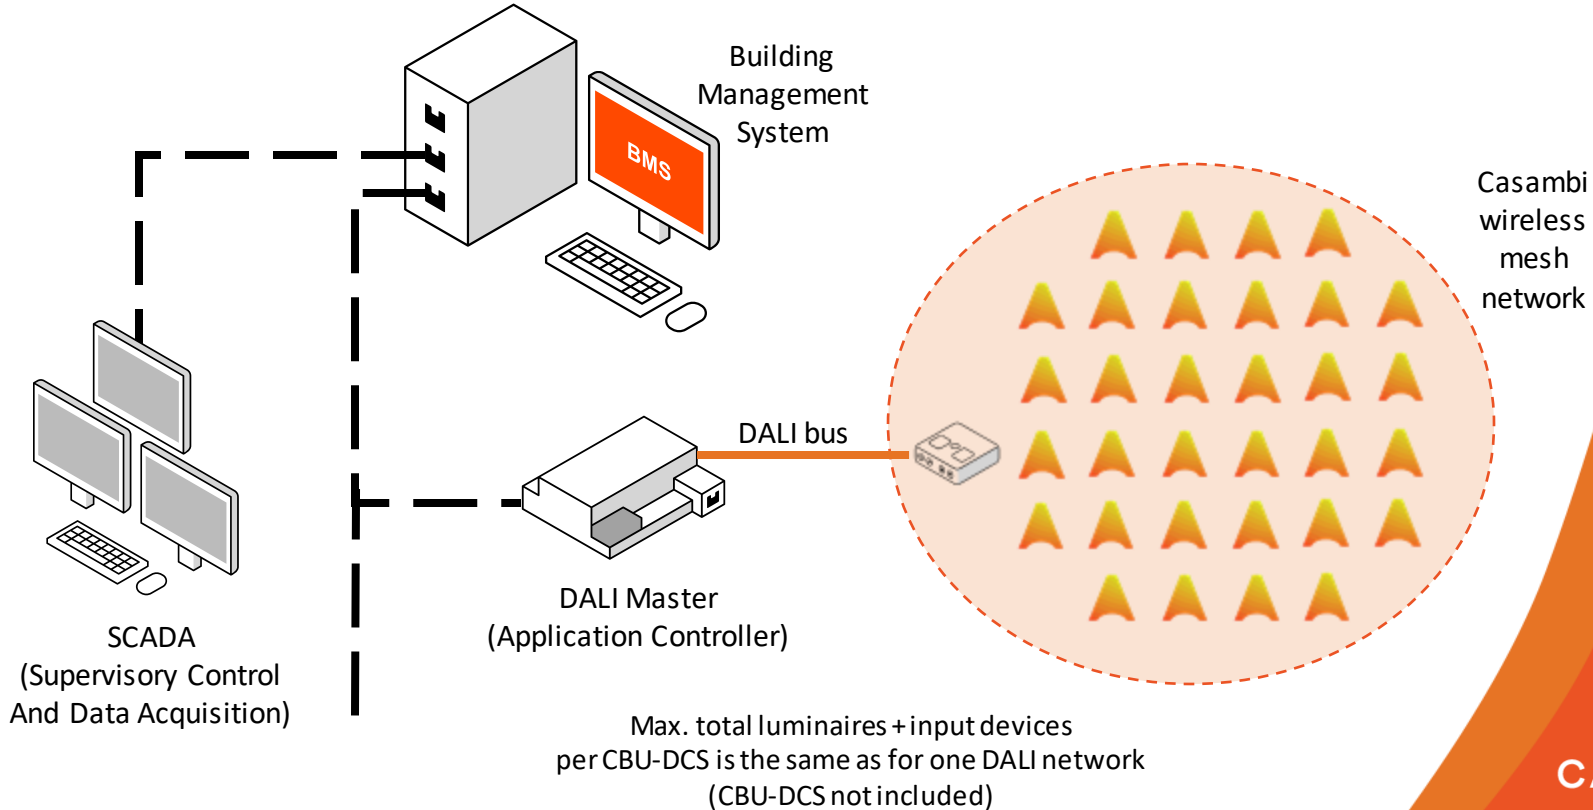 Building
Management
System
BMS
Casambi
wireless
mesh
network
DALI bus
DALI Master
(Application Controller)
SCADA
(Supervisory Control
And Data Acquisition)
Max. total luminaires + input devices
per CBU-DCS is the same as for one DALI network
(CBU-DCS not included)